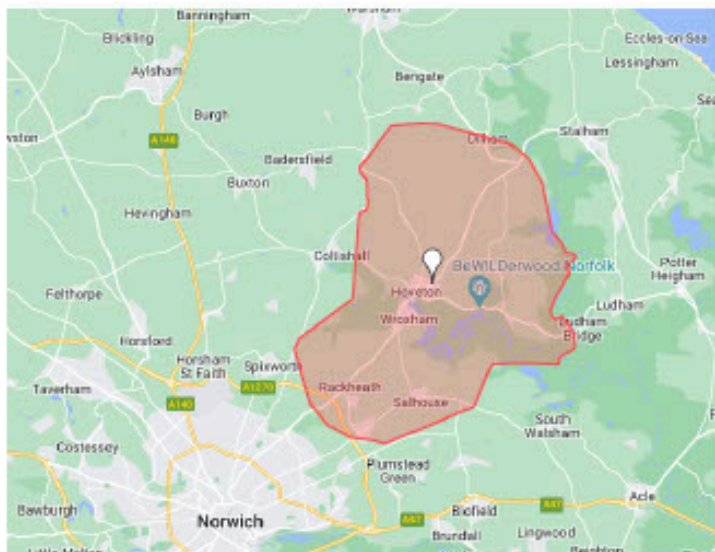 Banningham
Blickling
Eccles-on-Sea
Lessingham
Aylsham
Bengate
Burgh
Dilham
Stalham
A140
Badersfield
Buxton
Hevingham
Coltishall
BeWILDerwood Norfolk
Potter
Heigham
Felthorpe
Hoveton
Ludham
Wroxham
Ludham
Bridge
Horsford
Horsham
St Faith
Spixworth
Rackheath
Taverham
A1270
A140
Salhouse
South
Walsham
Costessey
Plumstead
Green
Acle
Bawburgh
Norwich
A47
Blofield
A47
Brundall
Lingwood